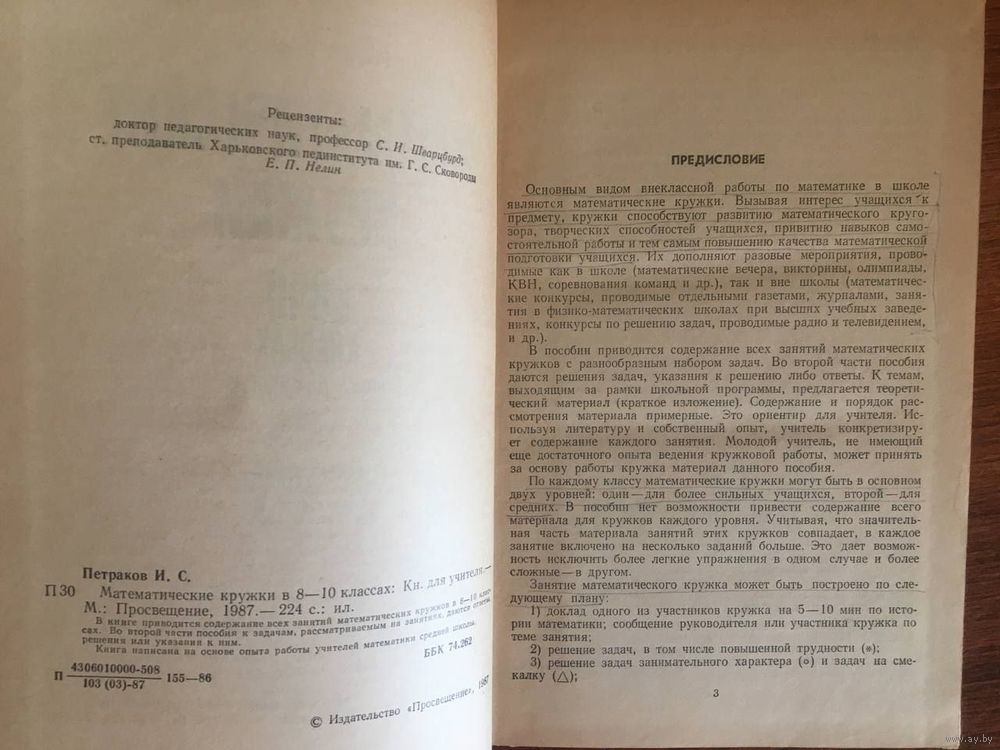 Рецензенты:
доктор педагогических наук, профессор С. И. Шварцбурд;
ст. преподаватель Харьковского пединститута им. Г. С. Сковороды
Е. П. Нелин
Петраков И. С.
П30 Математические кружки в 8—10 классах: Кн. для учителя.—
М.: Просвещение, 1987.— 224 с.: ил.
В книге приводится содержание всех занятий математических кружков в 8—10 клас-
сах. Во второй части пособия к задачам, рассматриваемым на занятиях, даются ответы,
решения или указания к ним.
Книга написана на основе опыта работы учителей математики средней школы.
П 4306010000-508
103 (03)-87 155—86
ББК 74.262
© Издательство «Просвещение», 1987
ПРЕДИСЛОВИЕ
Основным видом внеклассной работы по математике в школе
являются математические кружки. Вызывая интерес учащихся к
предмету, кружки способствуют развитию математического круго-
зора, творческих способностей учащихся, привитию навыков само-
стоятельной работы и тем самым повышению качества математической
подготовки учащихся. Их дополняют разовые мероприятия, прово-
димые как в школе (математические вечера, викторины, олимпиады,
КВН, соревнования команд и др.), так и вне школы (математичес-
кие конкурсы, проводимые отдельными газетами, журналами, заня-
тия в физико-математических школах при высших учебных заведе-
ниях, конкурсы по решению задач, проводимые радио и телевидением,
и др.).
В пособии приводится содержание всех занятий математических
кружков с разнообразным набором задач. Во второй части пособия
даются решения задач, указания к решению либо ответы. К темам,
выходящим за рамки школьной программы, предлагается теорети-
ческий материал (краткое изложение). Содержание и порядок рас-
смотрения материала примерные. Это ориентир для учителя. Ис-
пользуя литературу и собственный опыт, учитель конкретизиру-
ет содержание каждого занятия. Молодой учитель, не имеющий
еще достаточного опыта ведения кружковой работы, может принять
за основу работы кружка материал данного пособия.
По каждому классу математические кружки могут быть в основном
двух уровней: один—для более сильных учащихся, второй—для
средних. В пособии нет возможности привести содержание всего
материала для кружков каждого уровня. Учитывая, что значитель-
ная часть материала занятий этих кружков совпадает, в каждое
занятие включено на несколько заданий больше. Это дает возмож-
ность исключить более легкие упражнения в одном случае и более
сложные—в другом.
Занятие математического кружка может быть построено по сле-
дующему плану:
1) доклад одного из участников кружка на 5—10 мин по исто-
рии математики; сообщение руководителя или участника кружка по
теме занятия;
2) решение задач, в том числе повышенной трудности (*);
3) решение задач занимательного характера (о) и задач на сме-
калку (△);
3
www.ay.by